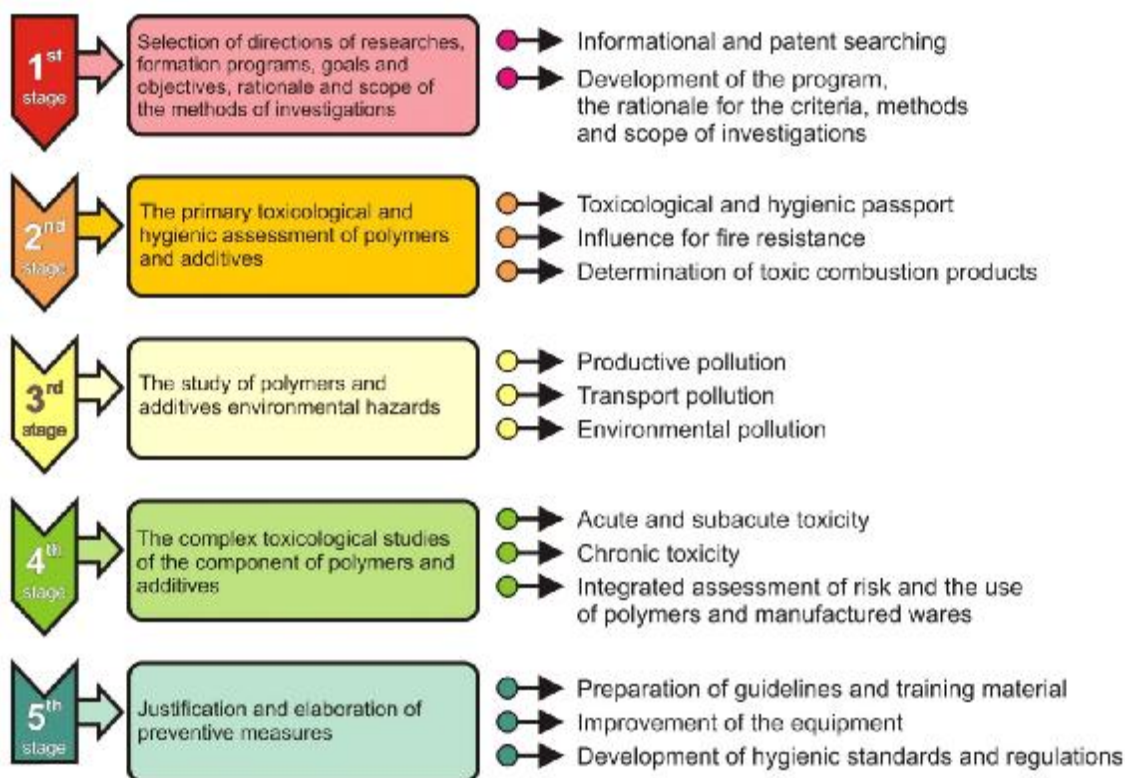 1st
stage
Selection of directions of researches,
formation programs, goals and
objectives, rationale and scope of
the methods of investigations
Informational and patent searching
Development of the program,
the rationale for the criteria, methods
and scope of investigations
2nd
stage
The primary toxicological and
hygienic assessment of polymers
and additives
Toxicological and hygienic passport
Influence for fire resistance
Determination of toxic combustion products
3rd
stage
The study of polymers and
additives environmental hazards
Productive pollution
Transport pollution
Environmental pollution
4th
stage
The complex toxicological studies
of the component of polymers and
additives
Acute and subacute toxicity
Chronic toxicity
Integrated assessment of risk and the use
of polymers and manufactured wares
5th
stage
Justification and elaboration of
preventive measures
Preparation of guidelines and training material
Improvement of the equipment
Development of hygienic standards and regulations